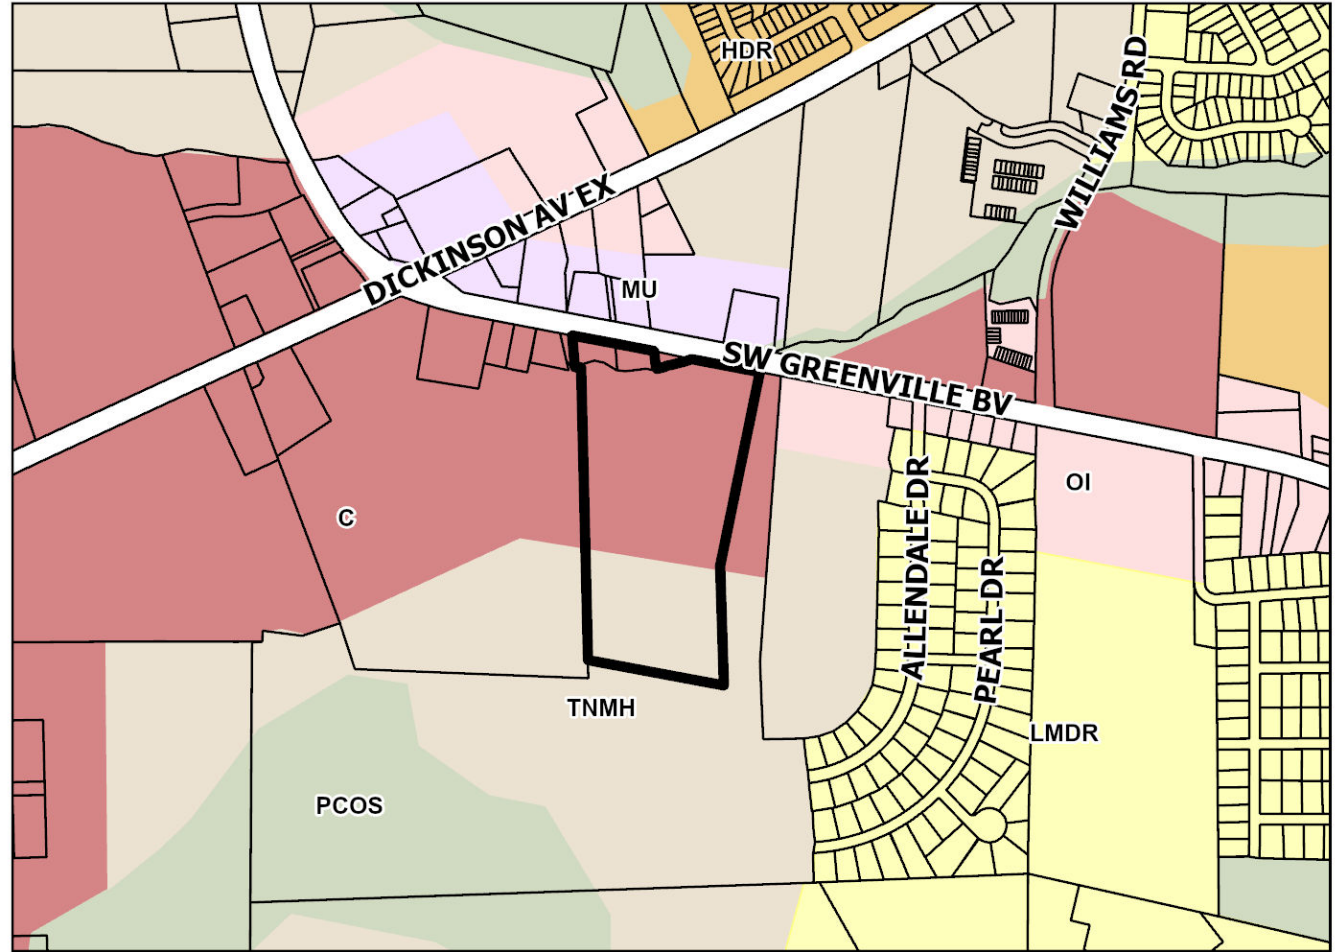 HDR
WILLIAMS RD
DICKINSON AV EX
MU
SW GREENVILLE BV
OI
C
ALLENDALE DR
PEARL DR
TNMH
LMDR
PCOS